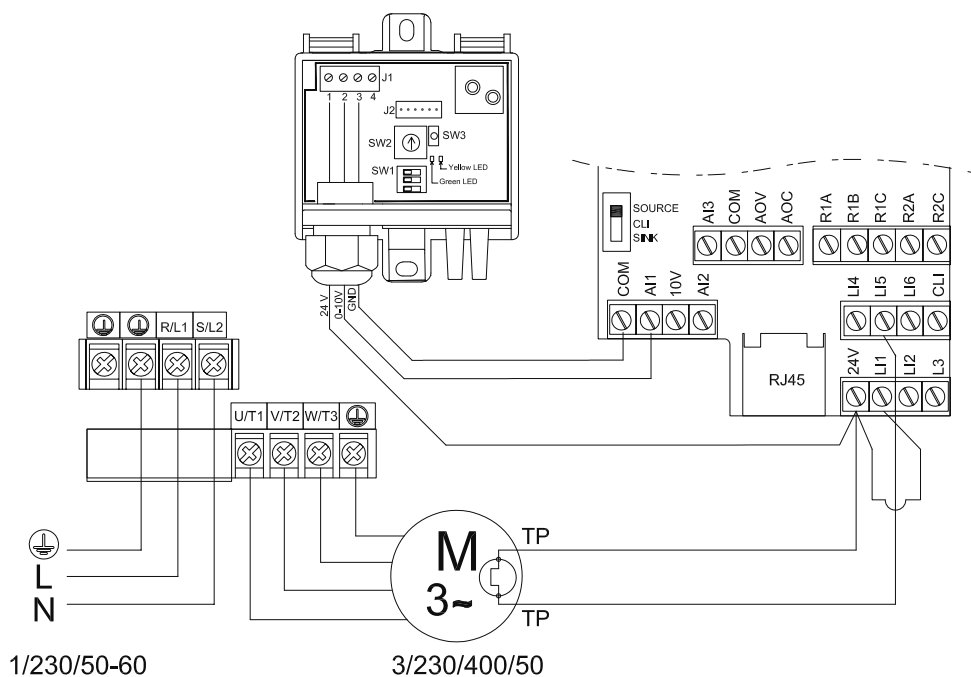 J1
1 2 3 4
J2
SW2
SW3
SW1
Yellow LED
Green LED
24 V
0-10V
GND
SOURCE
CLI
SINK
AI3 COM AOV AOC
R1A R1B R1C R2A R2C
COM AI1 10V AI2
LI4 LI5 LI6 CLI
RJ45
24V LI1 LI2 L3
R/L1 S/L2
U/T1 V/T2 W/T3
L
N
M
3~
TP
TP
1/230/50-60
3/230/400/50